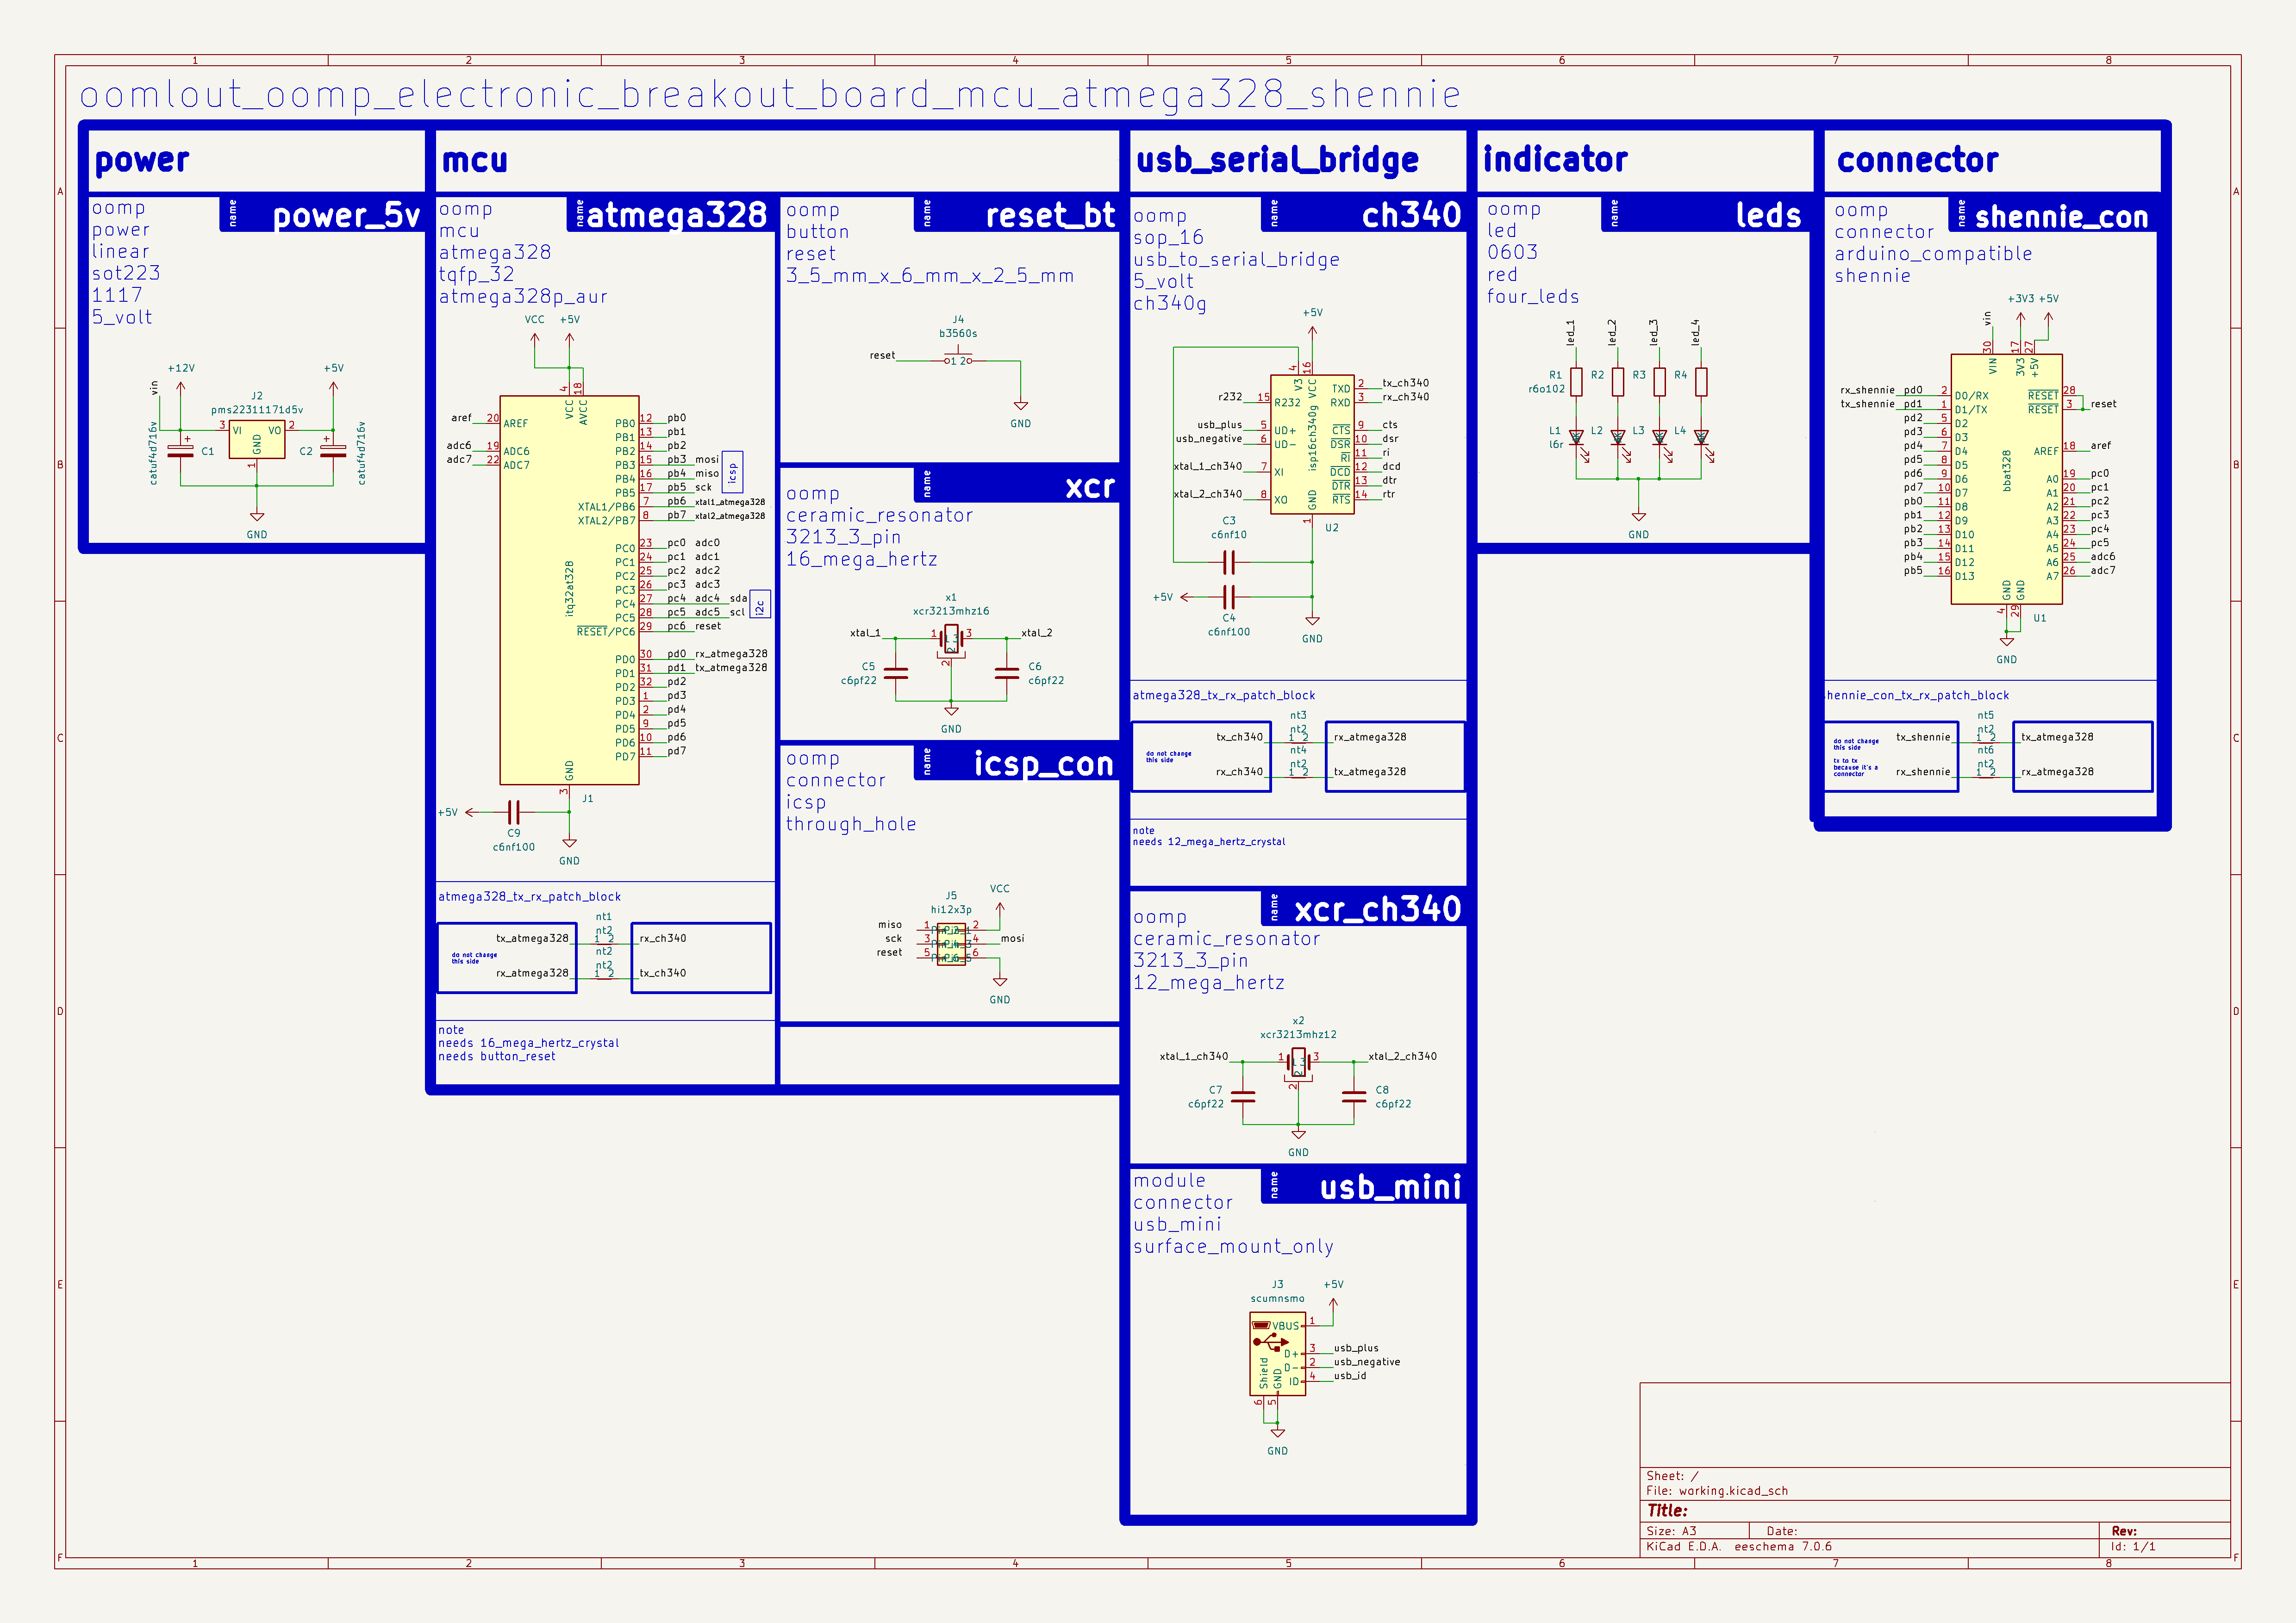 oomlout_oomp_electronic_breakout_board_mcu_atmega328_shennie
power
mcu
usb_serial_bridge
indicator
connector
name
power_5v
oomp
power
linear
sot223
1117
5_volt
vin
+12V
+5V
J2
pms22311171d5v
3
VI
VO
2
GND
1
C1
catuf4d716v
C2
catuf4d716v
GND
name
atmega328
oomp
mcu
atmega328
tqfp_32
atmega328p_aur
VCC
+5V
4
18
VCC
AVCC
aref
20
AREF
adc6
19
ADC6
adc7
22
ADC7
itq32at328
PB0 12 pb0
PB1 13 pb1
PB2 14 pb2
PB3 15 pb3 mosi
PB4 16 pb4 miso
PB5 17 pb5 sck
icsp
XTAL1/PB6 7 pb6 xtal1_atmega328
XTAL2/PB7 8 pb7 xtal2_atmega328
PC0 23 pc0 adc0
PC1 24 pc1 adc1
PC2 25 pc2 adc2
PC3 26 pc3 adc3
PC4 27 pc4 adc4 sda
PC5 28 pc5 adc5 scl
i2c
RESET/PC6 29 pc6 reset
PD0 30 pd0 rx_atmega328
PD1 31 pd1 tx_atmega328
PD2 32 pd2
PD3 1 pd3
PD4 2 pd4
PD5 9 pd5
PD6 10 pd6
PD7 11 pd7
GND
3
J1
+5V
C9
c6nf100
GND
atmega328_tx_rx_patch_block
nt1
nt2
tx_atmega328 1 2 rx_ch340
do not change
this side
nt2
nt2
rx_atmega328 1 2 tx_ch340
note
needs 16_mega_hertz_crystal
needs button_reset
name
reset_bt
oomp
button
reset
3_5_mm_x_6_mm_x_2_5_mm
J4
b3560s
reset
1 2
GND
name
xcr
oomp
ceramic_resonator
3213_3_pin
16_mega_hertz
x1
xcr3213mhz16
xtal_1
1
3
xtal_2
2
C5
c6pf22
C6
c6pf22
GND
name
icsp_con
oomp
connector
icsp
through_hole
J5
hi12x3p
VCC
miso 1 2
sck 3 4 mosi
reset 5 6
GND
name
ch340
oomp
sop_16
usb_to_serial_bridge
5_volt
ch340g
+5V
4
16
V3
VCC
isp16ch340g
r232 15 R232
usb_plus 5 UD+
usb_negative 6 UD-
xtal_1_ch340 7 XI
xtal_2_ch340 8 XO
TXD 2 tx_ch340
RXD 3 rx_ch340
CTS 9 cts
DSR 10 dsr
RI 11 ri
DCD 12 dcd
DTR 13 dtr
RTS 14 rtr
GND
1
U2
C3
c6nf10
+5V
C4
c6nf100
GND
atmega328_tx_rx_patch_block
nt3
nt2
tx_ch340 1 2 rx_atmega328
do not change
this side
nt4
nt2
rx_ch340 1 2 tx_atmega328
note
needs 12_mega_hertz_crystal
name
xcr_ch340
oomp
ceramic_resonator
3213_3_pin
12_mega_hertz
x2
xcr3213mhz12
xtal_1_ch340
1
3
xtal_2_ch340
2
C7
c6pf22
C8
c6pf22
GND
name
usb_mini
module
connector
usb_mini
surface_mount_only
J3
scumnsmo
+5V
VBUS 1
D+ 3 usb_plus
D- 2 usb_negative
ID 4 usb_id
Shield
GND
6
5
GND
name
leds
oomp
led
0603
red
four_leds
led_1
led_2
led_3
led_4
R1
r6o102
R2
R3
R4
L1
l6r
L2
L3
L4
GND
name
shennie_con
oomp
connector
arduino_compatible
shennie
vin
+3V3 +5V
30
17
27
VIN
3V3
+5V
bbat328
rx_shennie pd0 2 D0/RX
tx_shennie pd1 1 D1/TX
pd2 5 D2
pd3 6 D3
pd4 7 D4
pd5 8 D5
pd6 9 D6
pd7 10 D7
pb0 11 D8
pb1 12 D9
pb2 13 D10
pb3 14 D11
pb4 15 D12
pb5 16 D13
RESET 28
RESET 3 reset
AREF 18 aref
A0 19 pc0
A1 20 pc1
A2 21 pc2
A3 22 pc3
A4 23 pc4
A5 24 pc5
A6 25 adc6
A7 26 adc7
GND
GND
4
29
U1
GND
hennie_con_tx_rx_patch_block
nt5
nt2
tx_shennie 1 2 tx_atmega328
do not change
this side
tx to tx
because it's a
connector
nt6
nt2
rx_shennie 1 2 rx_atmega328
Sheet: /
File: working.kicad_sch
Title:
Size: A3
Date:
Rev:
KiCad E.D.A. eeschema 7.0.6
Id: 1/1
1 2 3 4 5 6 7 8
A
B
C
D
E
F